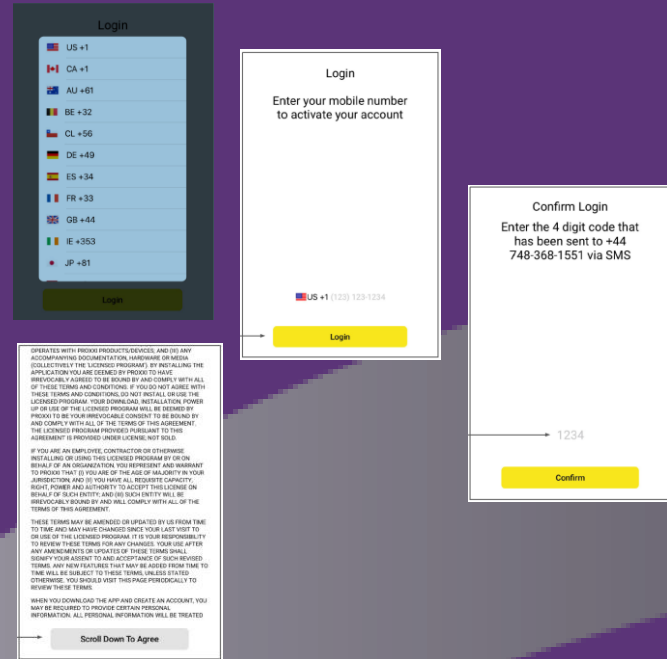 Login
US +1
CA +1
AU +61
BE +32
CL +56
DE +49
ES +34
FR +33
GB +44
IE +353
JP +81
Login
Login
Enter your mobile number
to activate your account
US +1 (123) 123-1234
Login
Confirm Login
Enter the 4 digit code that
has been sent to +44
748-368-1551 via SMS
1234
Confirm
OPERATES WITH PROXXI PRODUCTS/DEVICES; AND (III) ANY
ACCOMPANYING DOCUMENTATION, HARDWARE OR MEDIA
(COLLECTIVELY THE 'LICENSED PROGRAM'). BY INSTALLING THE
APPLICATION YOU ARE DEEMED BY PROXXI TO HAVE
IRREVOCABLY AGREED TO BE BOUND BY AND COMPLY WITH ALL
OF THESE TERMS AND CONDITIONS. IF YOU DO NOT AGREE WITH
THESE TERMS AND CONDITIONS, DO NOT INSTALL OR USE THE
LICENSED PROGRAM. YOUR DOWNLOAD, INSTALLATION, POWER
UP OR USE OF THE LICENSED PROGRAM WILL BE DEEMED BY
PROXXI TO BE YOUR IRREVOCABLE CONSENT TO BE BOUND BY
AND COMPLY WITH ALL OF THE TERMS OF THIS AGREEMENT.
THE LICENSED PROGRAM PROVIDED PURSUANT TO THIS
AGREEMENT IS PROVIDED UNDER LICENSE, NOT SOLD.
IF YOU ARE AN EMPLOYEE, CONTRACTOR OR OTHERWISE
INSTALLING OR USING THIS LICENSED PROGRAM BY OR ON
BEHALF OF AN ORGANIZATION, YOU REPRESENT AND WARRANT
TO PROXXI THAT (I) YOU ARE OF THE AGE OF MAJORITY IN YOUR
JURISDICTION; AND (II) YOU HAVE ALL REQUISITE CAPACITY,
RIGHT, POWER AND AUTHORITY TO ACCEPT THIS LICENSE ON
BEHALF OF SUCH ENTITY; AND (III) SUCH ENTITY WILL BE
IRREVOCABLY BOUND BY AND WILL COMPLY WITH ALL OF THE
TERMS OF THIS AGREEMENT.
THESE TERMS MAY BE AMENDED OR UPDATED BY US FROM TIME
TO TIME AND MAY HAVE CHANGED SINCE YOUR LAST VISIT TO
OR USE OF THE LICENSED PROGRAM. IT IS YOUR RESPONSIBILITY
TO REVIEW THESE TERMS FOR ANY CHANGES. YOUR USE AFTER
ANY AMENDMENTS OR UPDATES OF THESE TERMS SHALL
SIGNIFY YOUR ASSENT TO AND ACCEPTANCE OF SUCH REVISED
TERMS. ANY NEW FEATURES THAT MAY BE ADDED FROM TIME TO
TIME WILL BE SUBJECT TO THESE TERMS, UNLESS STATED
OTHERWISE. YOU SHOULD VISIT THIS PAGE PERIODICALLY TO
REVIEW THESE TERMS.
WHEN YOU DOWNLOAD THE APP AND CREATE AN ACCOUNT, YOU
MAY BE REQUIRED TO PROVIDE CERTAIN PERSONAL
INFORMATION. ALL PERSONAL INFORMATION WILL BE TREATED
Scroll Down To Agree